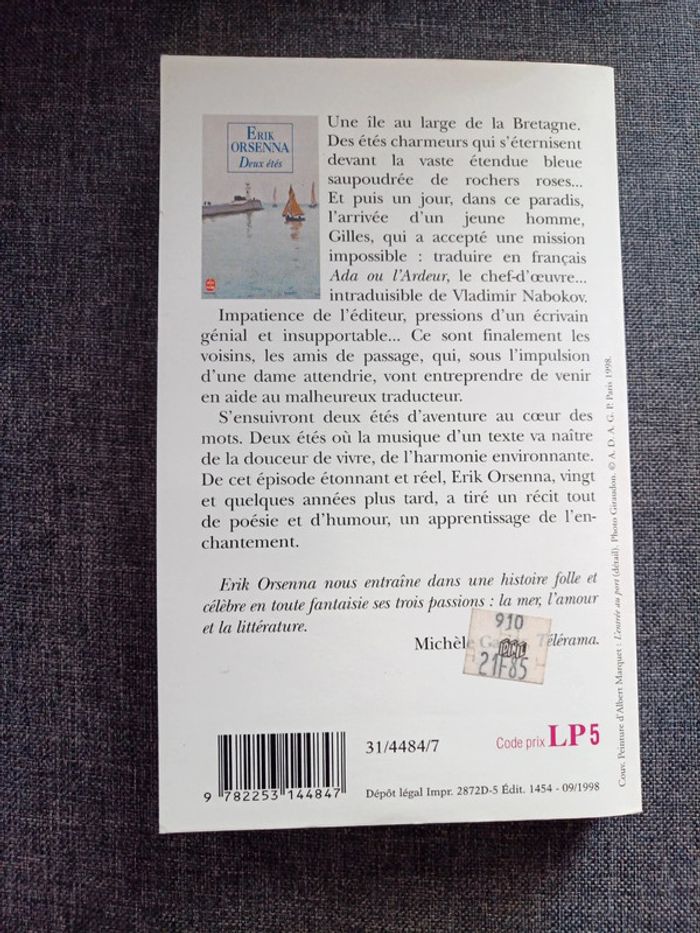 ERIK
ORSENNA
Deux étés
Une île au large de la Bretagne.
Des étés charmeurs qui s'éternisent
devant la vaste étendue bleue
saupoudrée de rochers roses...
Et puis un jour, dans ce paradis,
l'arrivée d'un jeune homme,
Gilles, qui a accepté une mission
impossible : traduire en français
Ada ou l'Ardeur, le chef-d'œuvre...
intraduisible de Vladimir Nabokov.
Impatience de l'éditeur, pressions d'un écrivain
génial et insupportable... Ce sont finalement les
voisins, les amis de passage, qui, sous l'impulsion
d'une dame attendrie, vont entreprendre de venir
en aide au malheureux traducteur.
S'ensuivront deux étés d'aventure au cœur des
mots. Deux étés où la musique d'un texte va naître
de la douceur de vivre, de l'harmonie environnante.
De cet épisode étonnant et réel, Erik Orsenna, vingt
et quelques années plus tard, a tiré un récit tout
de poésie et d'humour, un apprentissage de l'en-
chantement.
Erik Orsenna nous entraîne dans une histoire folle et
célèbre en toute fantaisie ses trois passions : la mer, l'amour
et la littérature.
Michèle Télérama.
910
21F85
31/4484/7
Code prix LP5
9 782253 144847
Dépôt légal Impr. 2872D-5 Édit. 1454 - 09/1998
Couv. Peinture d'Albert Marquet : L'entrée au port (détail). Photo Giraudon. © A. D. A. G. P. Paris 1998.